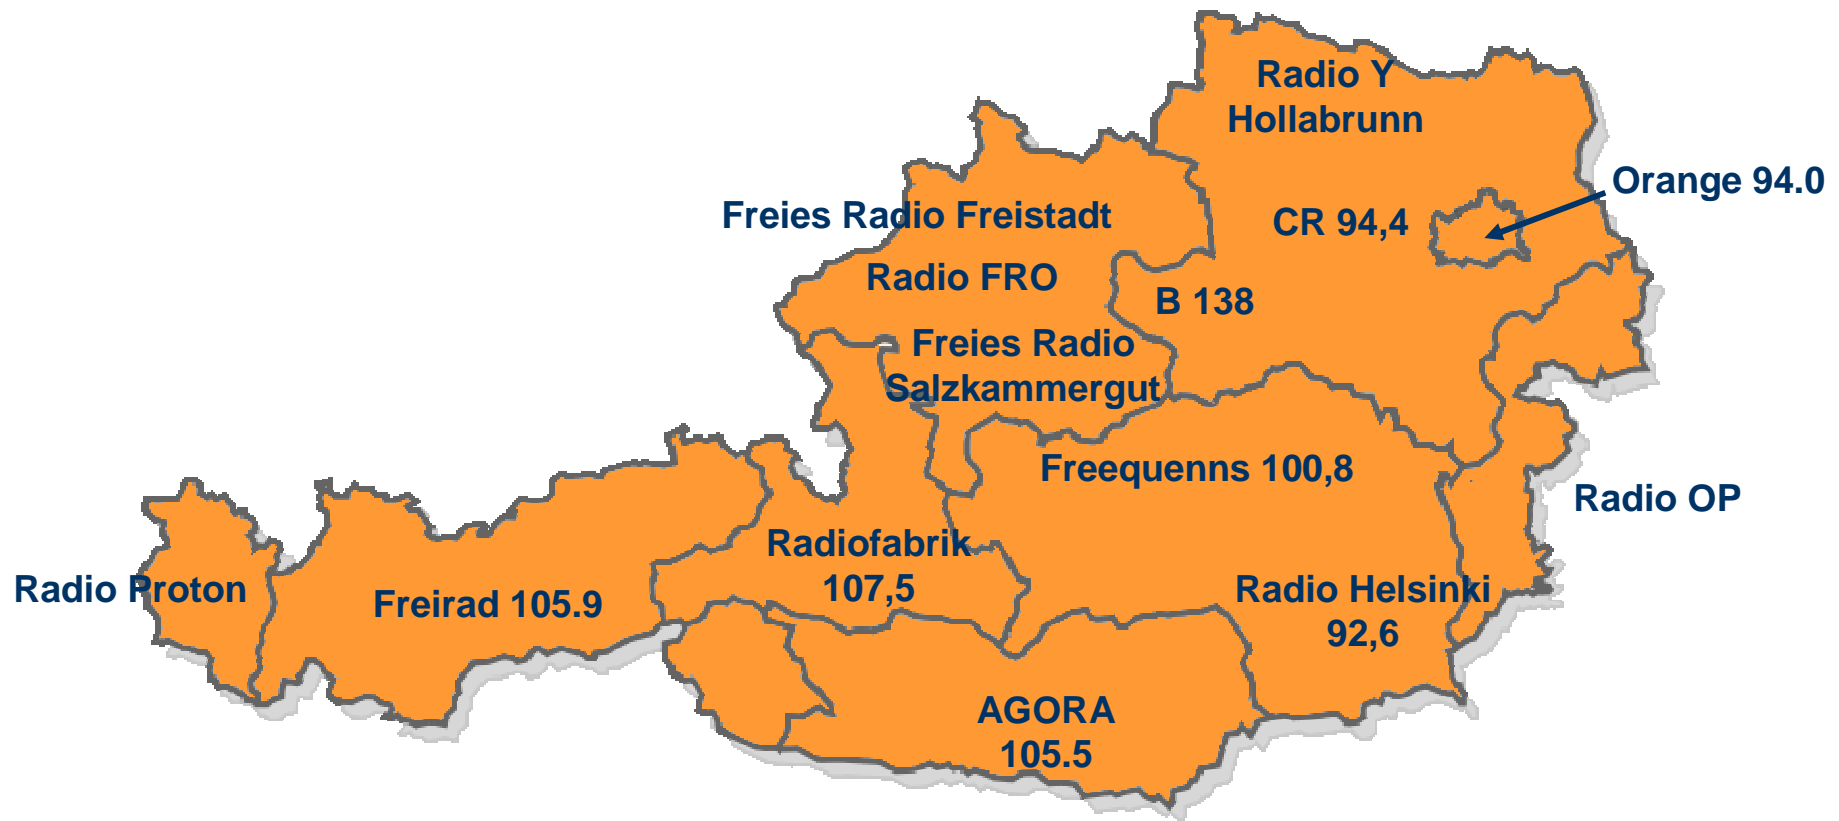 Radio Y
Hollabrunn
Orange 94.0
Freies Radio Freistadt
CR 94,4
Radio FRO
B 138
Freies Radio
Salzkammergut
Freequenns 100,8
Radio OP
Radiofabrik
107,5
Radio Proton
Freirad 105.9
Radio Helsinki
92,6
AGORA
105.5